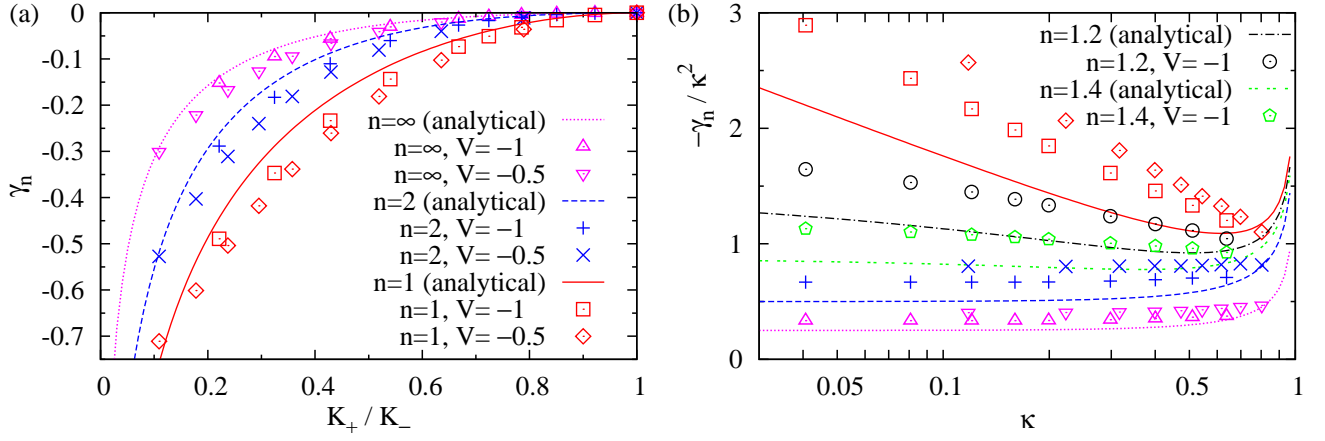 (a)
0
-0.1
-0.2
-0.3
-0.4
-0.5
-0.6
-0.7
γn
n=∞ (analytical)
n=∞, V= −1
n=∞, V= −0.5
n=2 (analytical)
n=2, V= −1
n=2, V= −0.5
n=1 (analytical)
n=1, V= −1
n=1, V= −0.5
0 0.2 0.4 0.6 0.8 1
K+ / K−
(b)
3
2
1
0
−γn / κ²
n=1.2 (analytical)
n=1.2, V= −1
n=1.4 (analytical)
n=1.4, V= −1
0.05 0.1 0.5 1
κ